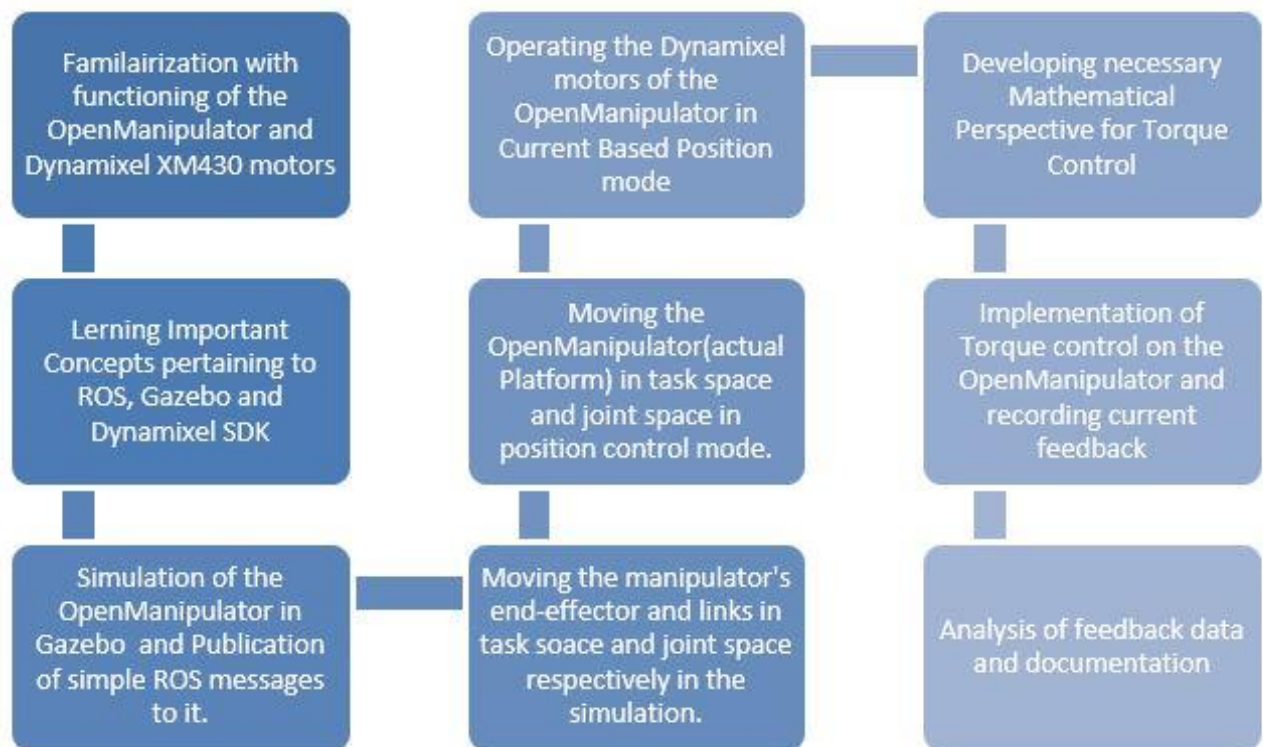 Familairization with
functioning of the
OpenManipulator and
Dynamixel XM430 motors
Lerning Important
Concepts pertaining to
ROS, Gazebo and
Dynamixel SDK
Simulation of the
OpenManipulator in
Gazebo and Publication
of simple ROS messages
to it.
Moving the manipulator's
end-effector and links in
task soace and joint space
respectively in the
simulation.
Moving the
OpenManipulator(actual
Platform) in task space
and joint space in
position control mode.
Operating the Dynamixel
motors of the
OpenManipulator in
Current Based Position
mode
Developing necessary
Mathematical
Perspective for Torque
Control
Implementation of
Torque control on the
OpenManipulator and
recording current
feedback
Analysis of feedback data
and documentation